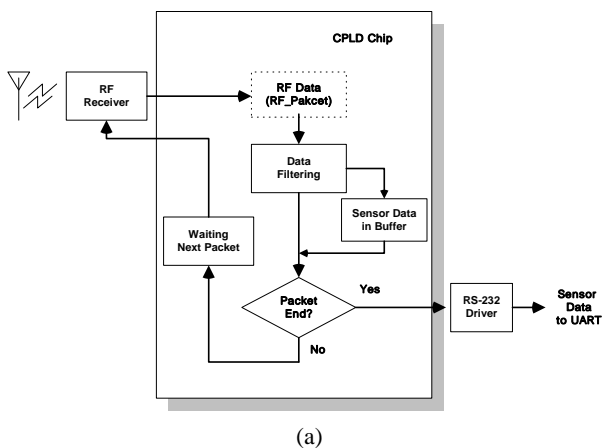 CPLD Chip
RF
Receiver
RF Data
(RF_Pakcet)
Data
Filtering
Sensor Data
in Buffer
Waiting
Next Packet
Packet
End?
Yes
No
RS-232
Driver
Sensor
Data
to UART
(a)